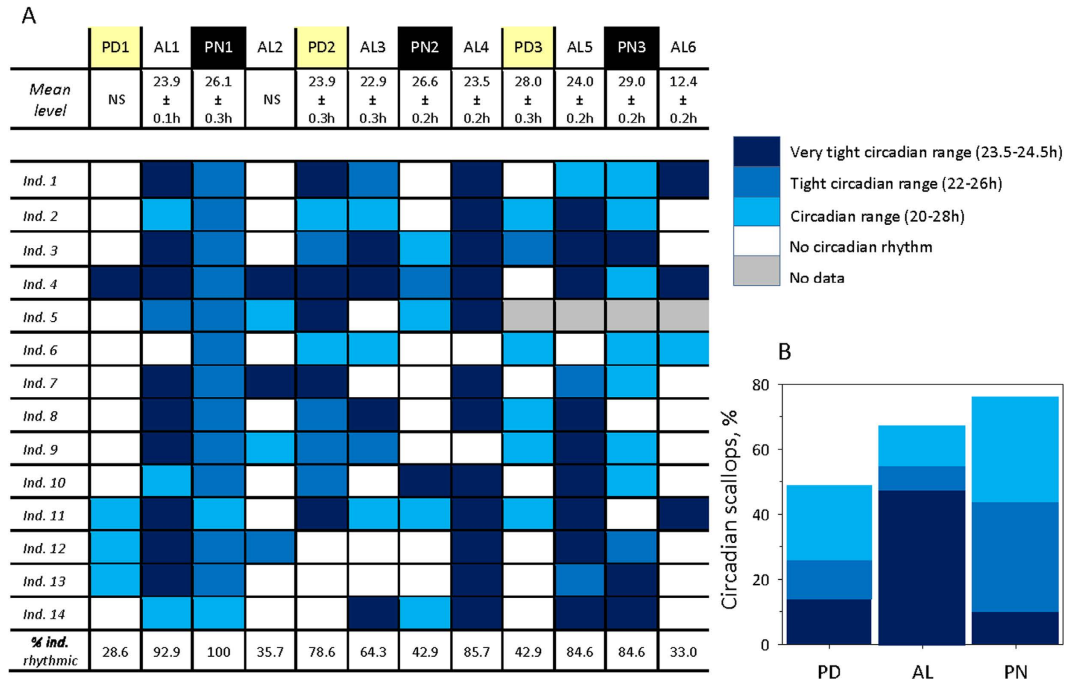 A
PD1 AL1 PN1 AL2 PD2 AL3 PN2 AL4 PD3 AL5 PN3 AL6
Mean level NS 23.9 ± 0.1h 26.1 ± 0.3h NS 23.9 ± 0.3h 22.9 ± 0.3h 26.6 ± 0.2h 23.5 ± 0.2h 28.0 ± 0.3h 24.0 ± 0.2h 29.0 ± 0.2h 12.4 ± 0.2h
Ind. 1
Ind. 2
Ind. 3
Ind. 4
Ind. 5
Ind. 6
Ind. 7
Ind. 8
Ind. 9
Ind. 10
Ind. 11
Ind. 12
Ind. 13
Ind. 14
% ind. rhythmic 28.6 92.9 100 35.7 78.6 64.3 42.9 85.7 42.9 84.6 84.6 33.0
Very tight circadian range (23.5-24.5h)
Tight circadian range (22-26h)
Circadian range (20-28h)
No circadian rhythm
No data
B
Circadian scallops, %
80
60
40
20
0
PD AL PN